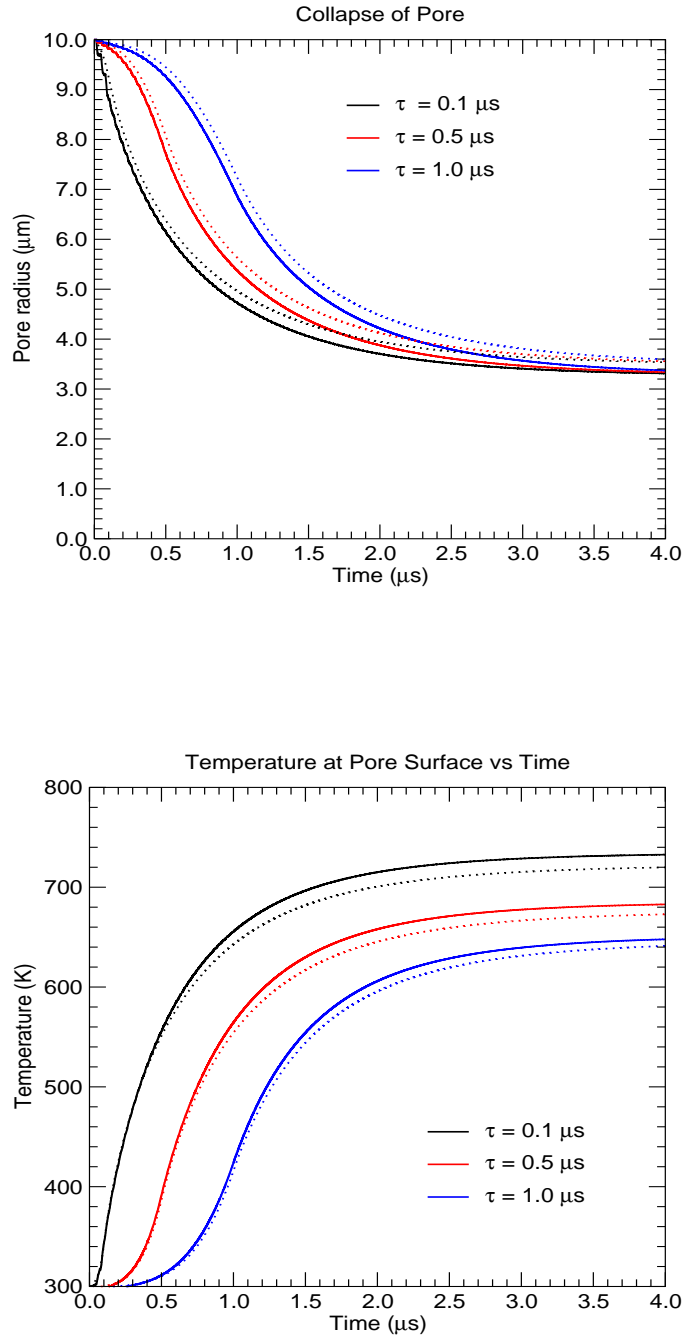 Collapse of Pore
10.0
9.0
8.0
7.0
6.0
5.0
4.0
3.0
2.0
1.0
0.0
Pore radius (μm)
τ = 0.1 μs
τ = 0.5 μs
τ = 1.0 μs
0.0 0.5 1.0 1.5 2.0 2.5 3.0 3.5 4.0
Time (μs)
Temperature at Pore Surface vs Time
800
700
600
500
400
300
Temperature (K)
τ = 0.1 μs
τ = 0.5 μs
τ = 1.0 μs
0.0 0.5 1.0 1.5 2.0 2.5 3.0 3.5 4.0
Time (μs)